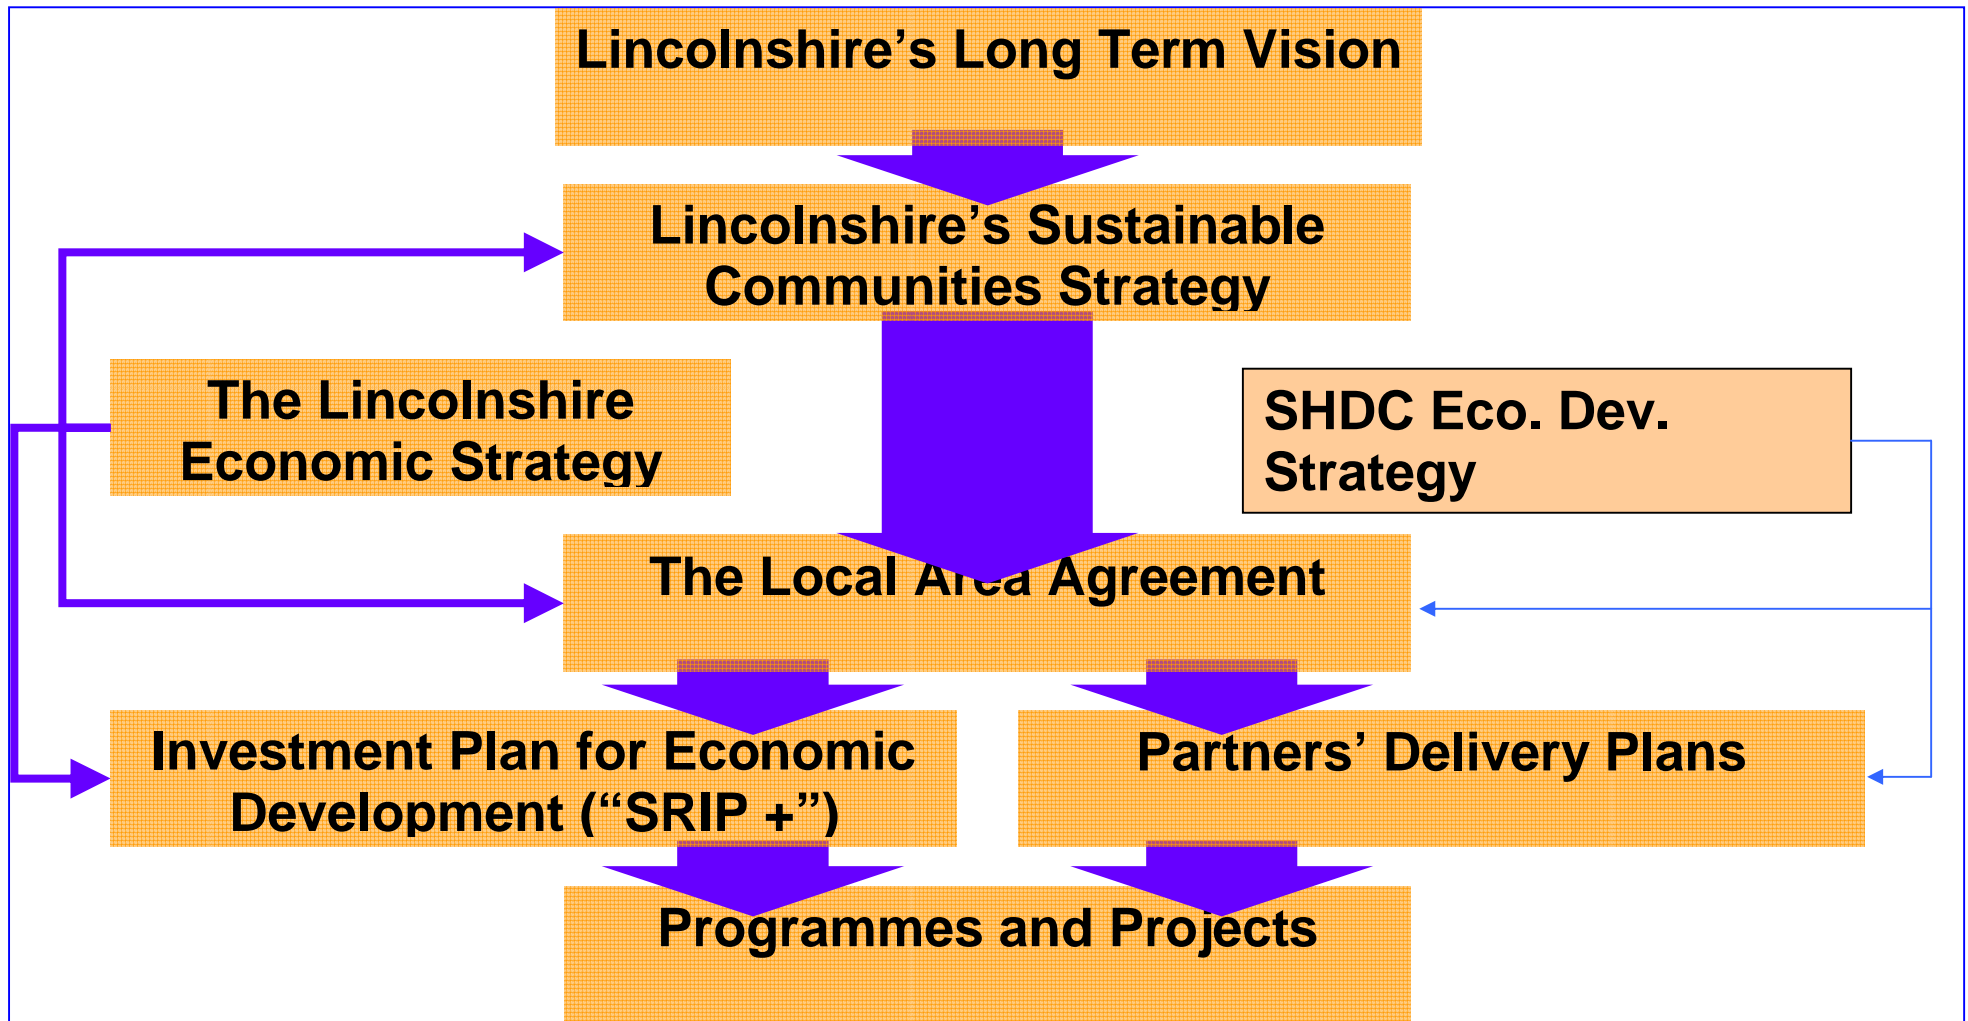 Lincolnshire’s Long Term Vision
Lincolnshire’s Sustainable
Communities Strategy
The Lincolnshire
Economic Strategy
SHDC Eco. Dev.
Strategy
The Local Area Agreement
Investment Plan for Economic
Development (“SRIP +”)
Partners’ Delivery Plans
Programmes and Projects